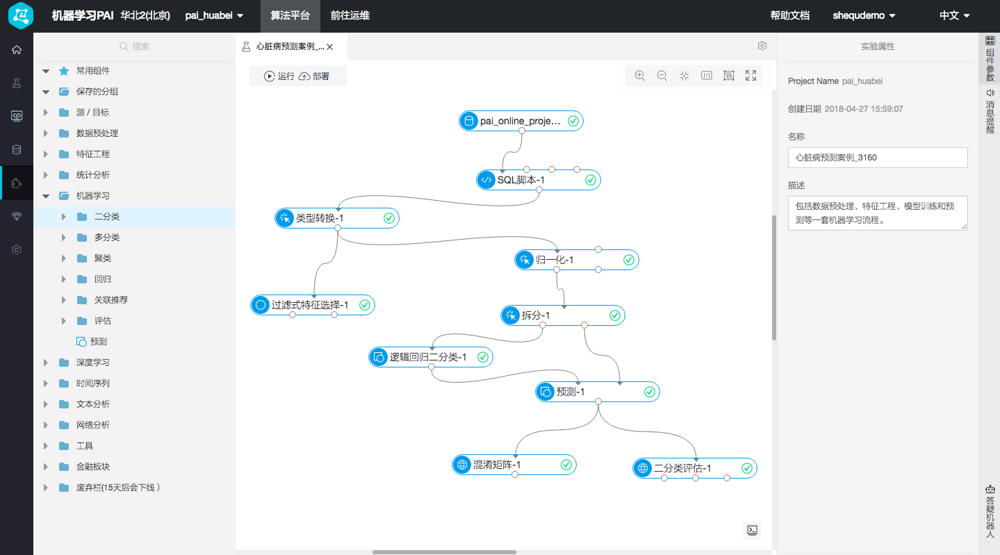 机器学习PAI 华北2(北京) pai_huabei 算法平台 前往运维 帮助文档 shequdemo 中文
搜索
常用组件
保存的分组
源 / 目标
数据预处理
特征工程
统计分析
机器学习
二分类
多分类
聚类
回归
关联推荐
评估
预测
深度学习
时间序列
文本分析
网络分析
工具
金融板块
废弃栏(15天后会下线 )
心脏病预测案例_...
运行 部署
pai_online_proje...
SQL脚本-1
类型转换-1
归一化-1
过滤式特征选择-1
拆分-1
逻辑回归二分类-1
预测-1
混淆矩阵-1
二分类评估-1
实验属性
Project Name pai_huabei
创建日期 2018-04-27 15:59:07
名称
心脏病预测案例_3160
描述
包括数据预处理、特征工程、模型训练和预
测等一套机器学习流程。
组件参数
消息提醒
答疑机器人